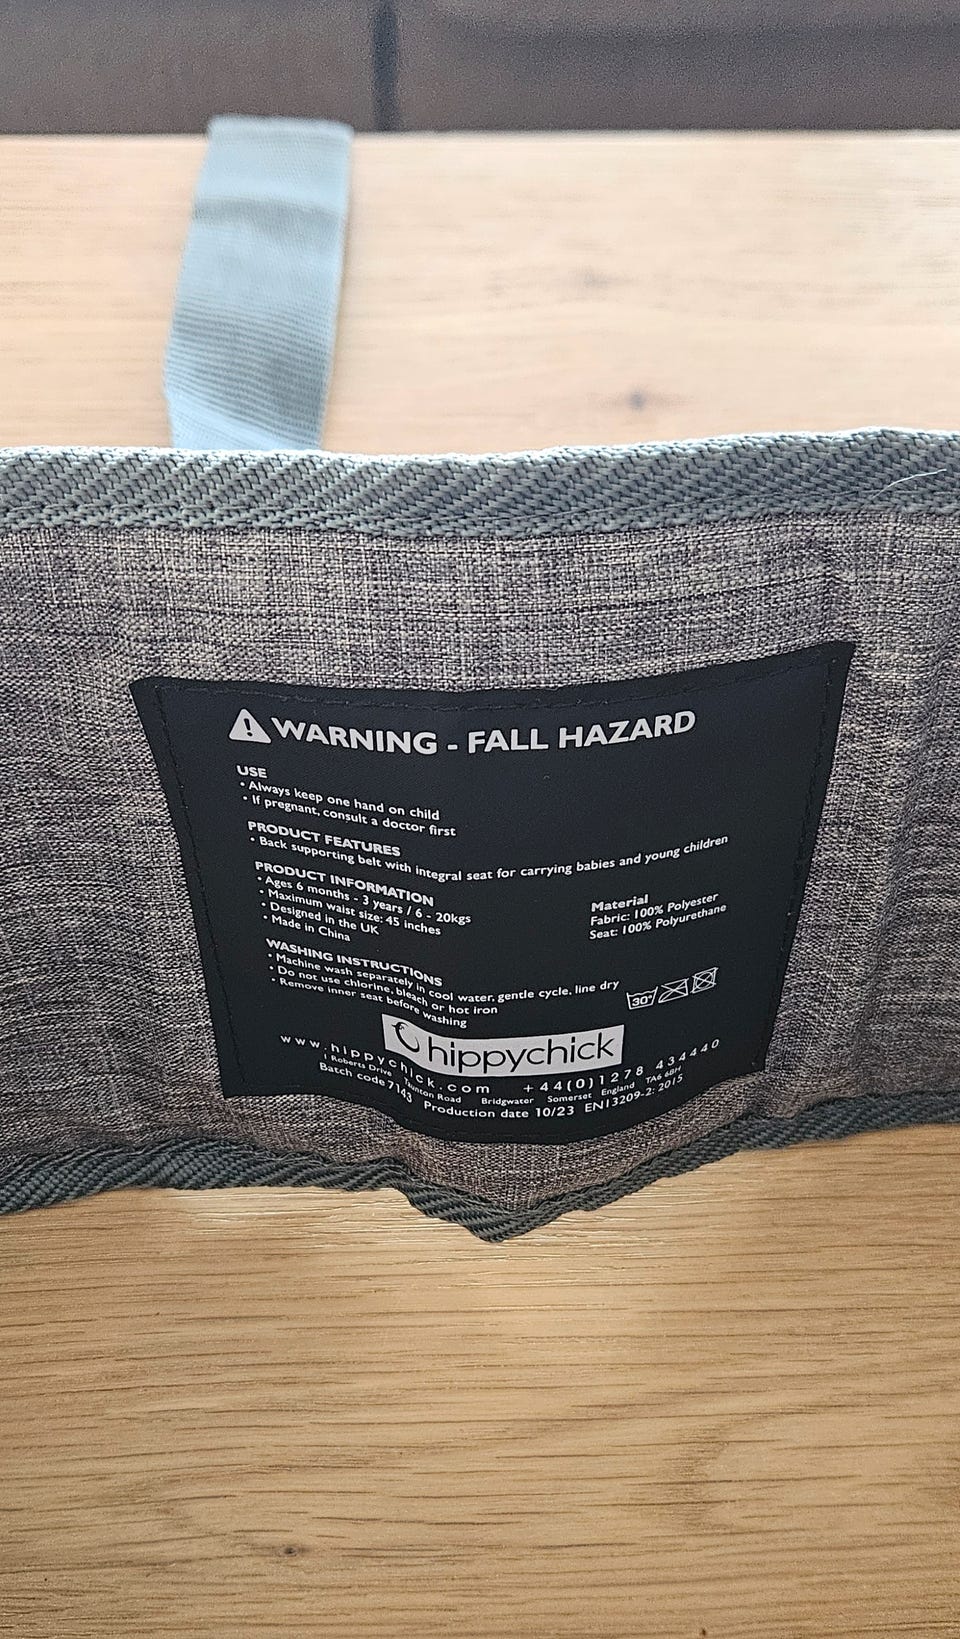 WARNING - FALL HAZARD
USE
• Always keep one hand on child
• If pregnant, consult a doctor first
PRODUCT FEATURES
• Back supporting belt with integral seat for carrying babies and young children
PRODUCT INFORMATION
• Ages 6 months - 3 years / 6 - 20kgs
• Maximum waist size: 45 inches
• Designed in the UK
• Made in China
Material
Fabric: 100% Polyester
Seat: 100% Polyurethane
WASHING INSTRUCTIONS
• Machine wash separately in cool water, gentle cycle, line dry
• Do not use chlorine, bleach or hot iron
• Remove inner seat before washing
30°
hippychick
www.hippychick.com +44(0)1278 434440
1 Roberts Drive Taunton Road Bridgwater Somerset England TA6 6BH
Batch code 7143 Production date 10/23 EN13209-2: 2015